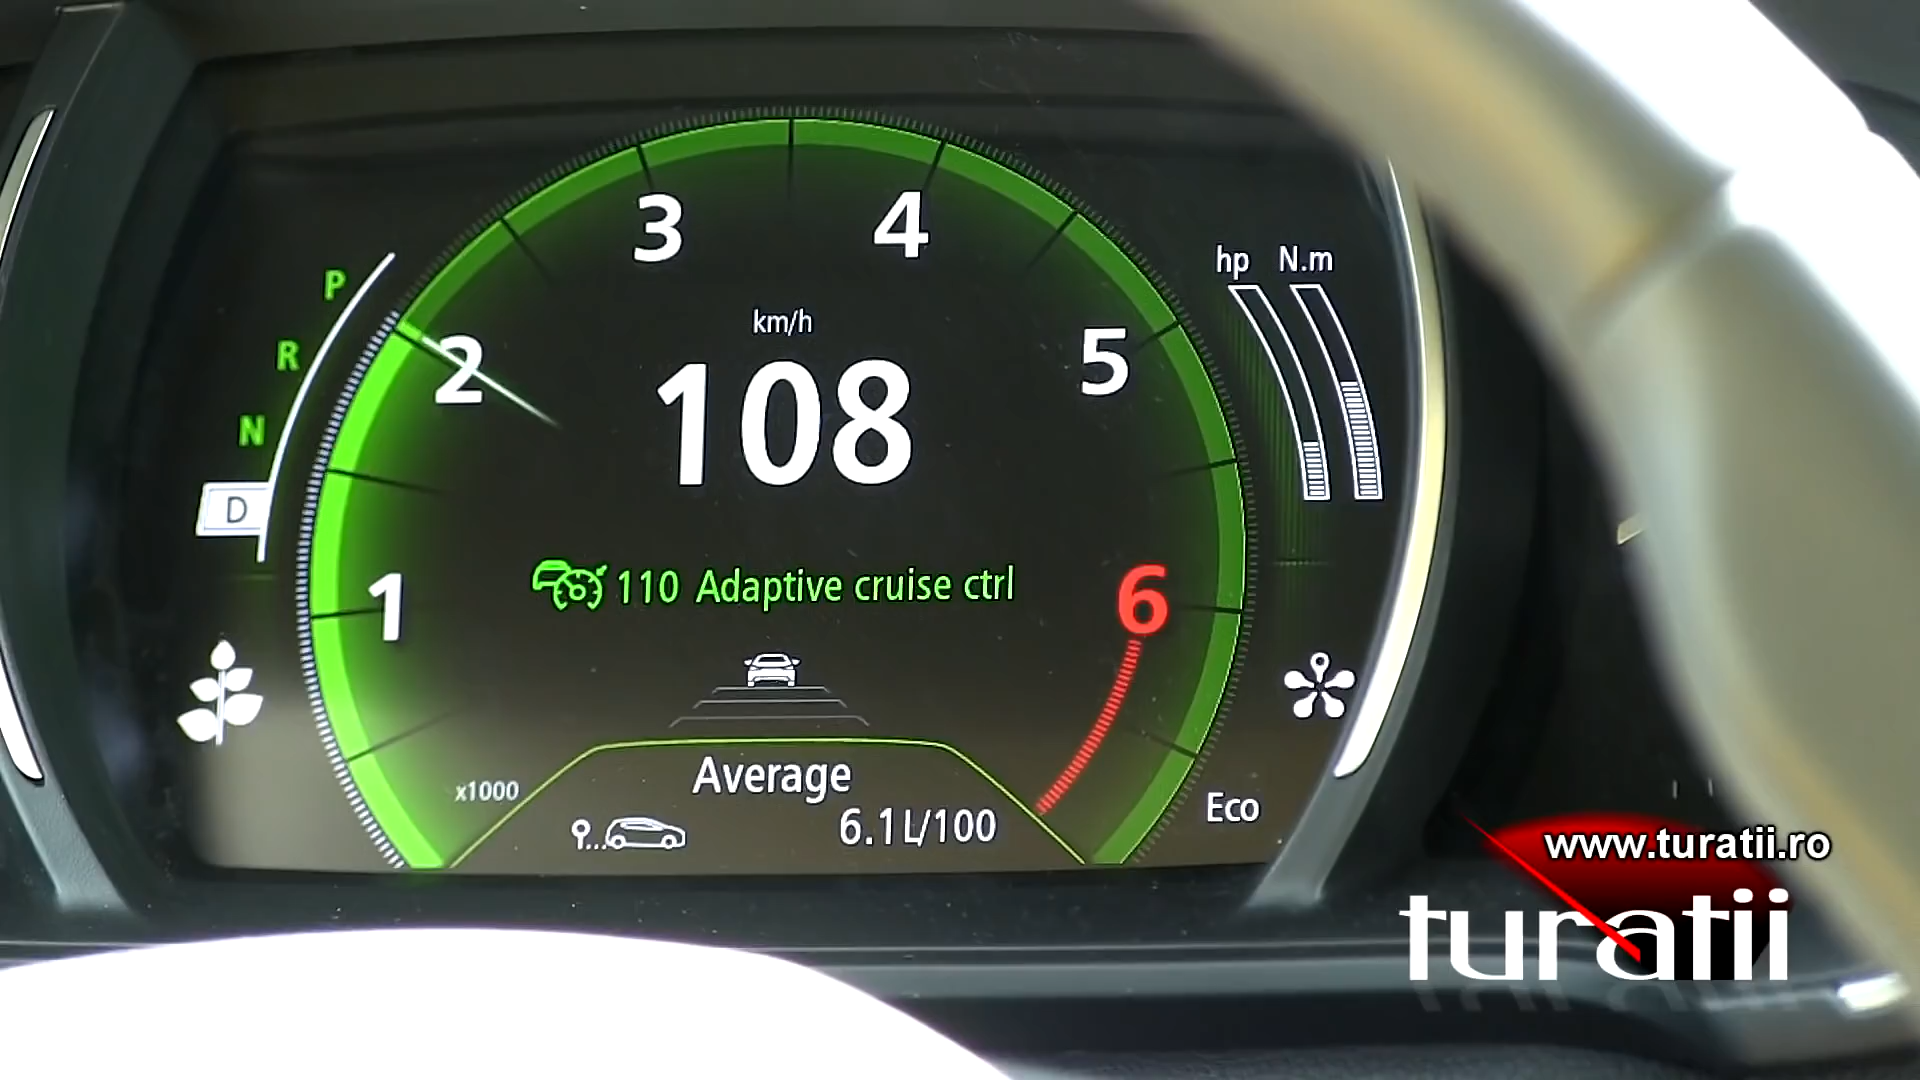 3
4
P
hp N.m
km/h
R
2
5
108
N
D
110 Adaptive cruise ctrl
1
6
Average
x1000
6.1 L/100
Eco
www.turatii.ro
turatii